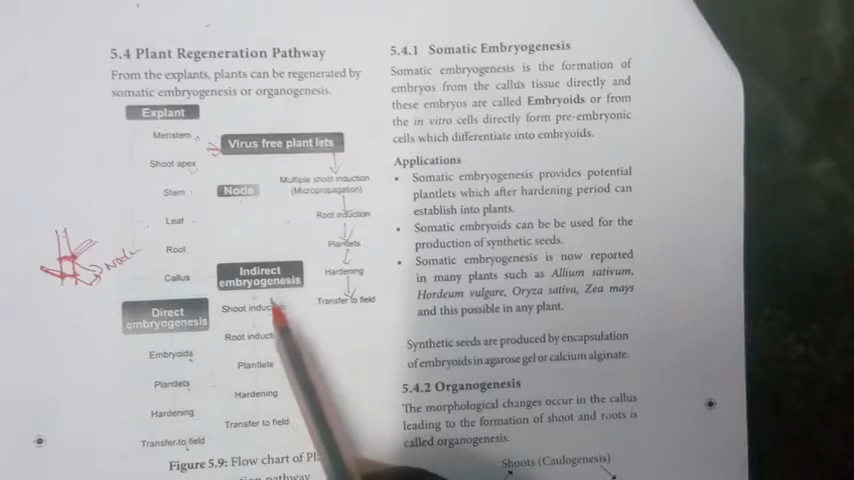 5.4 Plant Regeneration Pathway
From the explants, plants can be regenerated by
somatic embryogenesis or organogenesis.
Explant
Meristem
Shoot apex
Stem
Leaf
Root
Callus
Direct
embryogenesis
Embryoids
Plantlets
Hardening
Transfer to field
Virus free plant lets
Node
Multiple shoot induction
(Micropropagation)
Root induction
Plantlets
Hardening
Transfer to field
Indirect
embryogenesis
Shoot
Root
Plantlets
Hardening
Transfer to field
Node
Figure 5.9: Flow chart of
pathway
5.4.1 Somatic Embryogenesis
Somatic embryogenesis is the formation of
embryos from the callus tissue directly and
these embryos are called Embryoids or from
the in vitro cells directly form pre-embryonic
cells which differentiate into embryoids.
Applications
• Somatic embryogenesis provides potential
plantlets which after hardening period can
establish into plants.
• Somatic embryoids can be be used for the
production of synthetic seeds.
• Somatic embryogenesis is now reported
in many plants such as Allium sativum,
Hordeum vulgare, Oryza sativa, Zea mays
and this possible in any plant.
Synthetic seeds are produced by encapsulation
of embryoids in agarose gel or calcium alginate.
5.4.2 Organogenesis
The morphological changes occur in the callus
leading to the formation of shoot and roots is
called organogenesis.
Shoots (Caulogenesis)